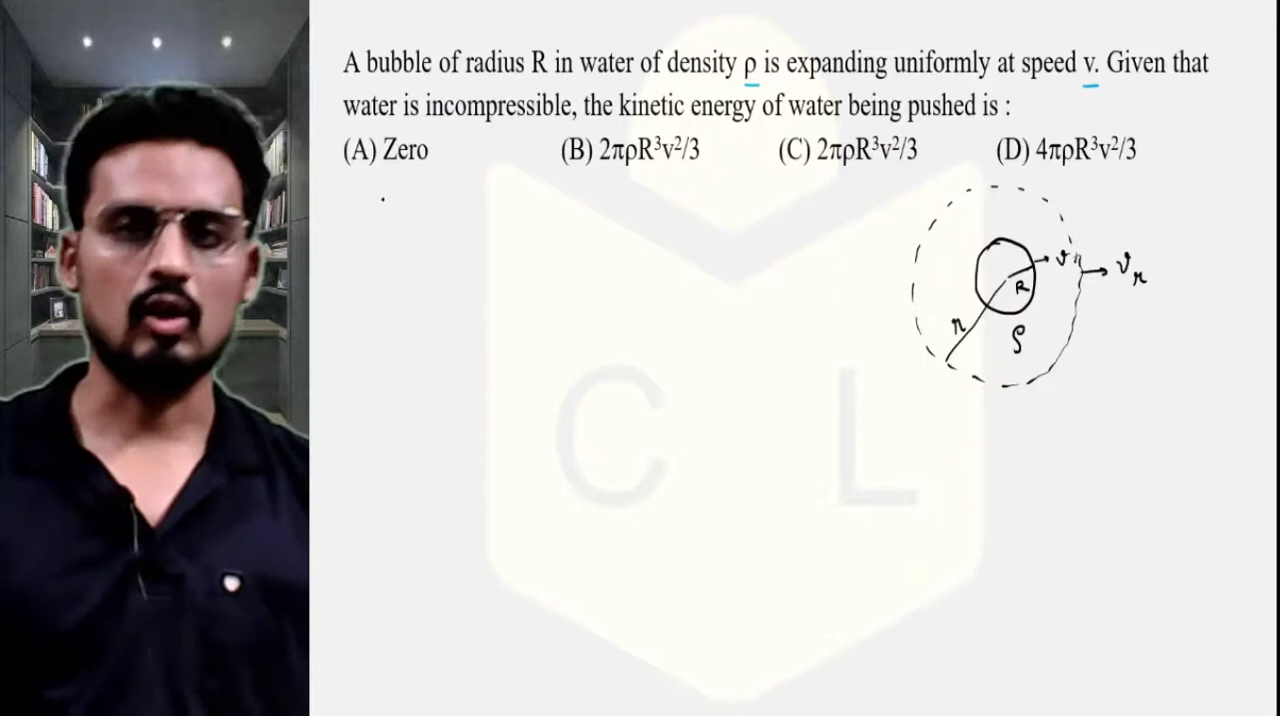 A bubble of radius R in water of density ρ is expanding uniformly at speed v. Given that
water is incompressible, the kinetic energy of water being pushed is :
(A) Zero (B) 2πρR³v²/3 (C) 2πρR³v²/3 (D) 4πρR³v²/3
v
R
r
ρ
vᵣ
C L